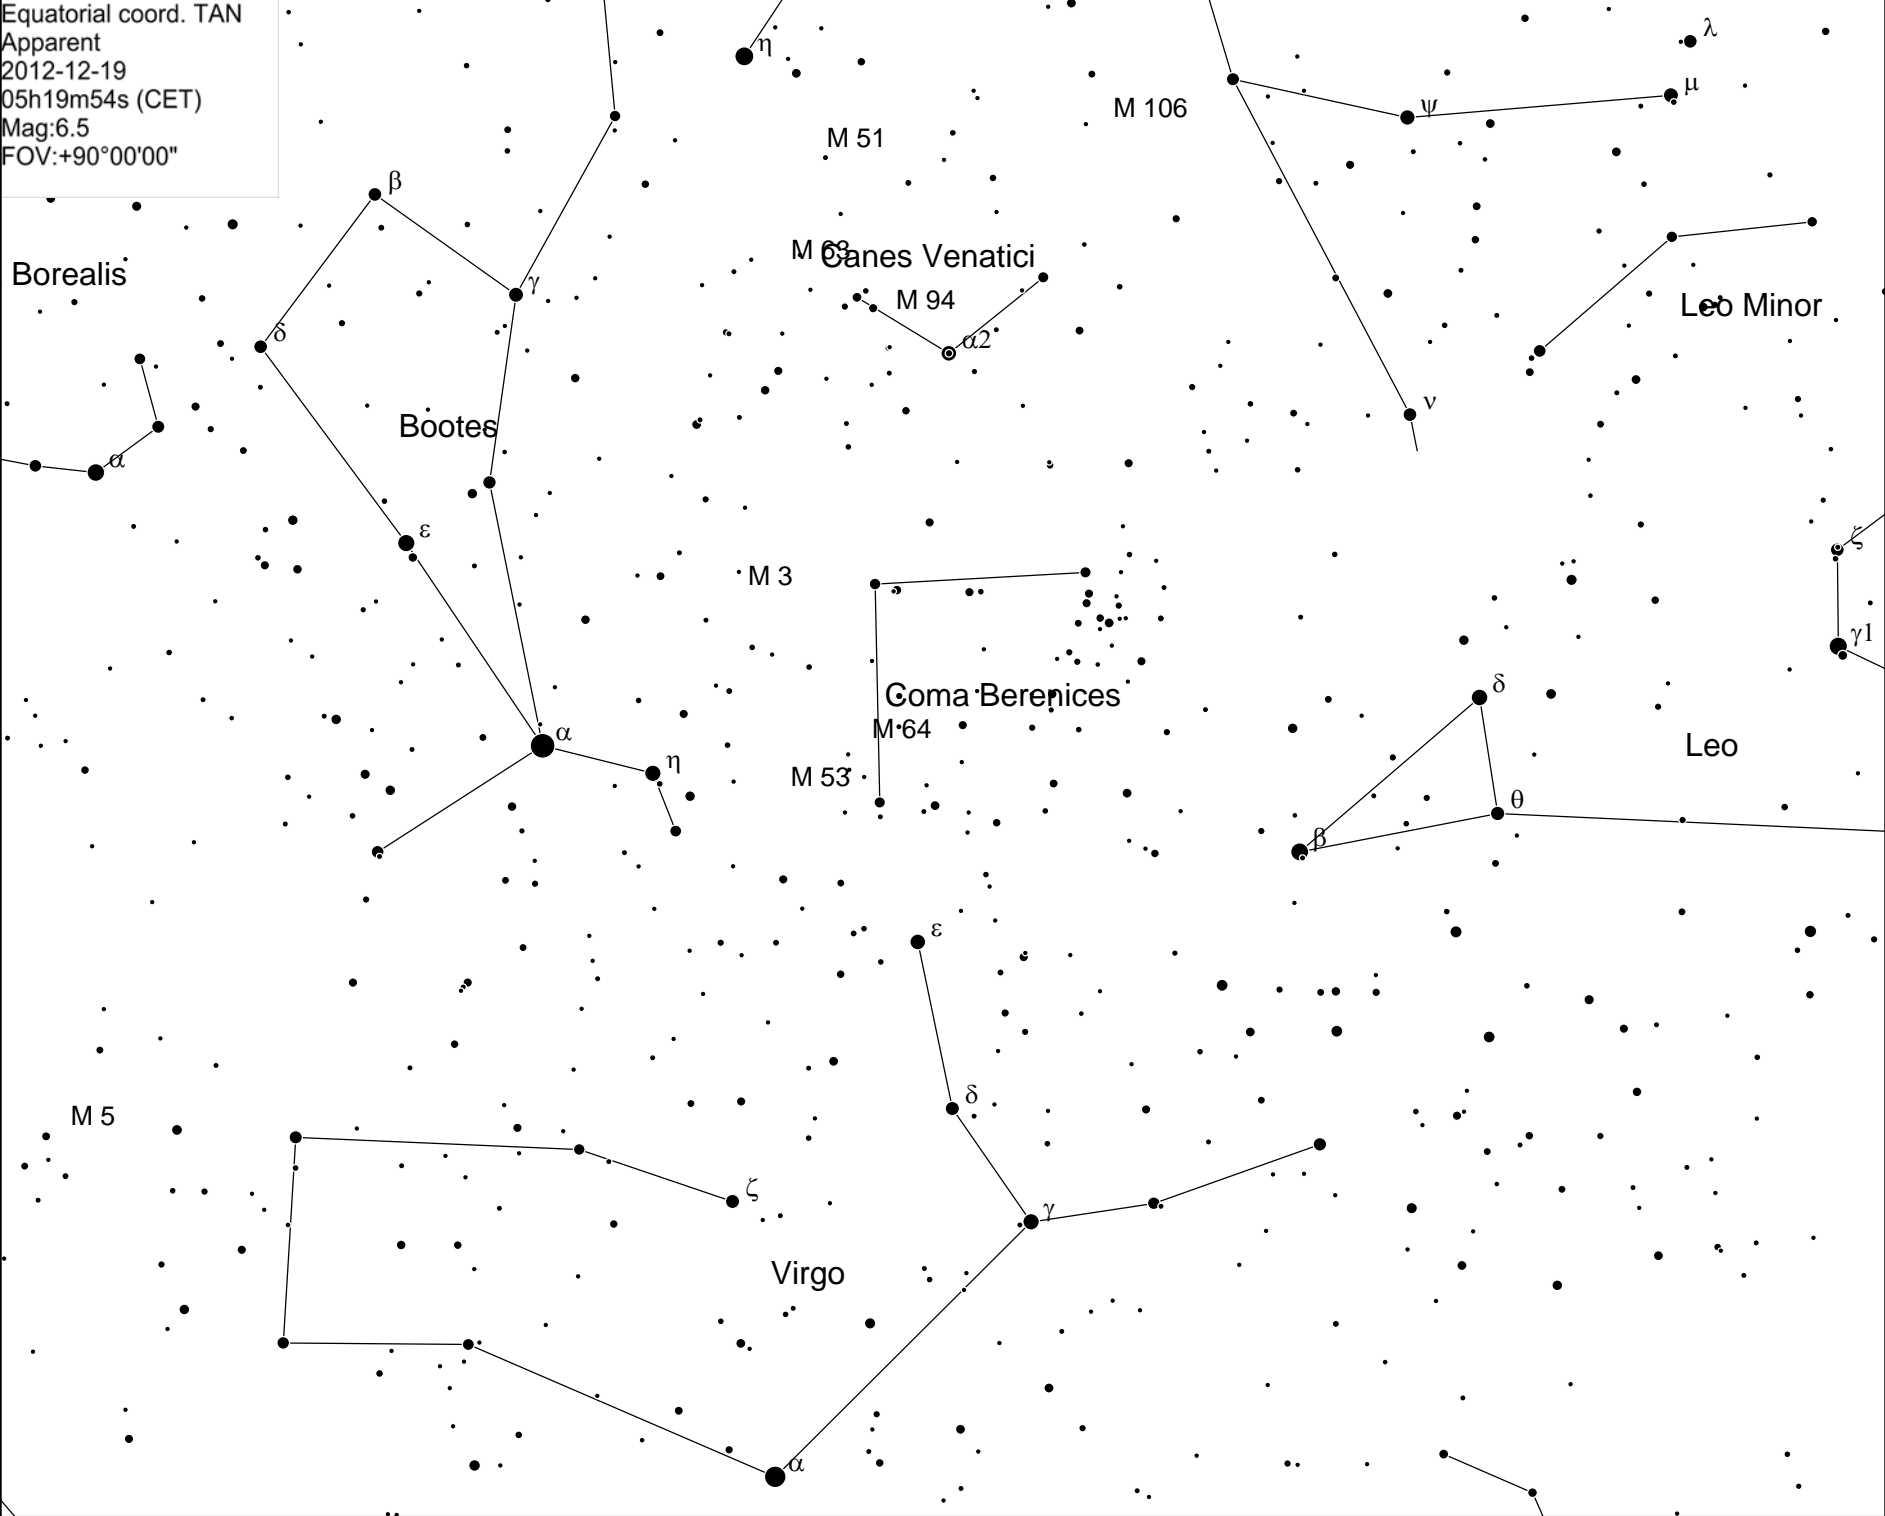 Equatorial coord. TAN
Apparent
2012-12-19
05h19m54s (CET)
Mag:6.5
FOV:+90°00'00"
η
λ
μ
M 106
ψ
M 51
β
M 63
Canes Venatici
Borealis
γ
M 94
Leo Minor
δ
α2
ν
Bootes
α
ε
ζ
M 3
γ1
Coma Berenices
δ
M 64
α
Leo
η
M 53
θ
β
ε
δ
M 5
ζ
γ
Virgo
α